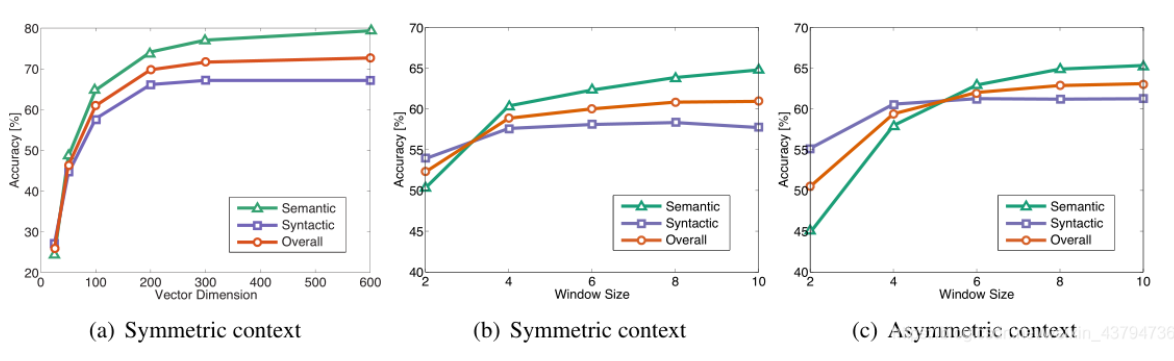 80
70
60
50
40
30
20
0
100
200
300
400
500
600
Accuracy [%]
Vector Dimension
Semantic
Syntactic
Overall
(a) Symmetric context
70
65
60
55
50
45
40
2
4
6
8
10
Accuracy [%]
Window Size
Semantic
Syntactic
Overall
(b) Symmetric context
70
65
60
55
50
45
40
2
4
6
8
10
Accuracy [%]
Window Size
Semantic
Syntactic
Overall
(c) Asymmetric context
_43794736